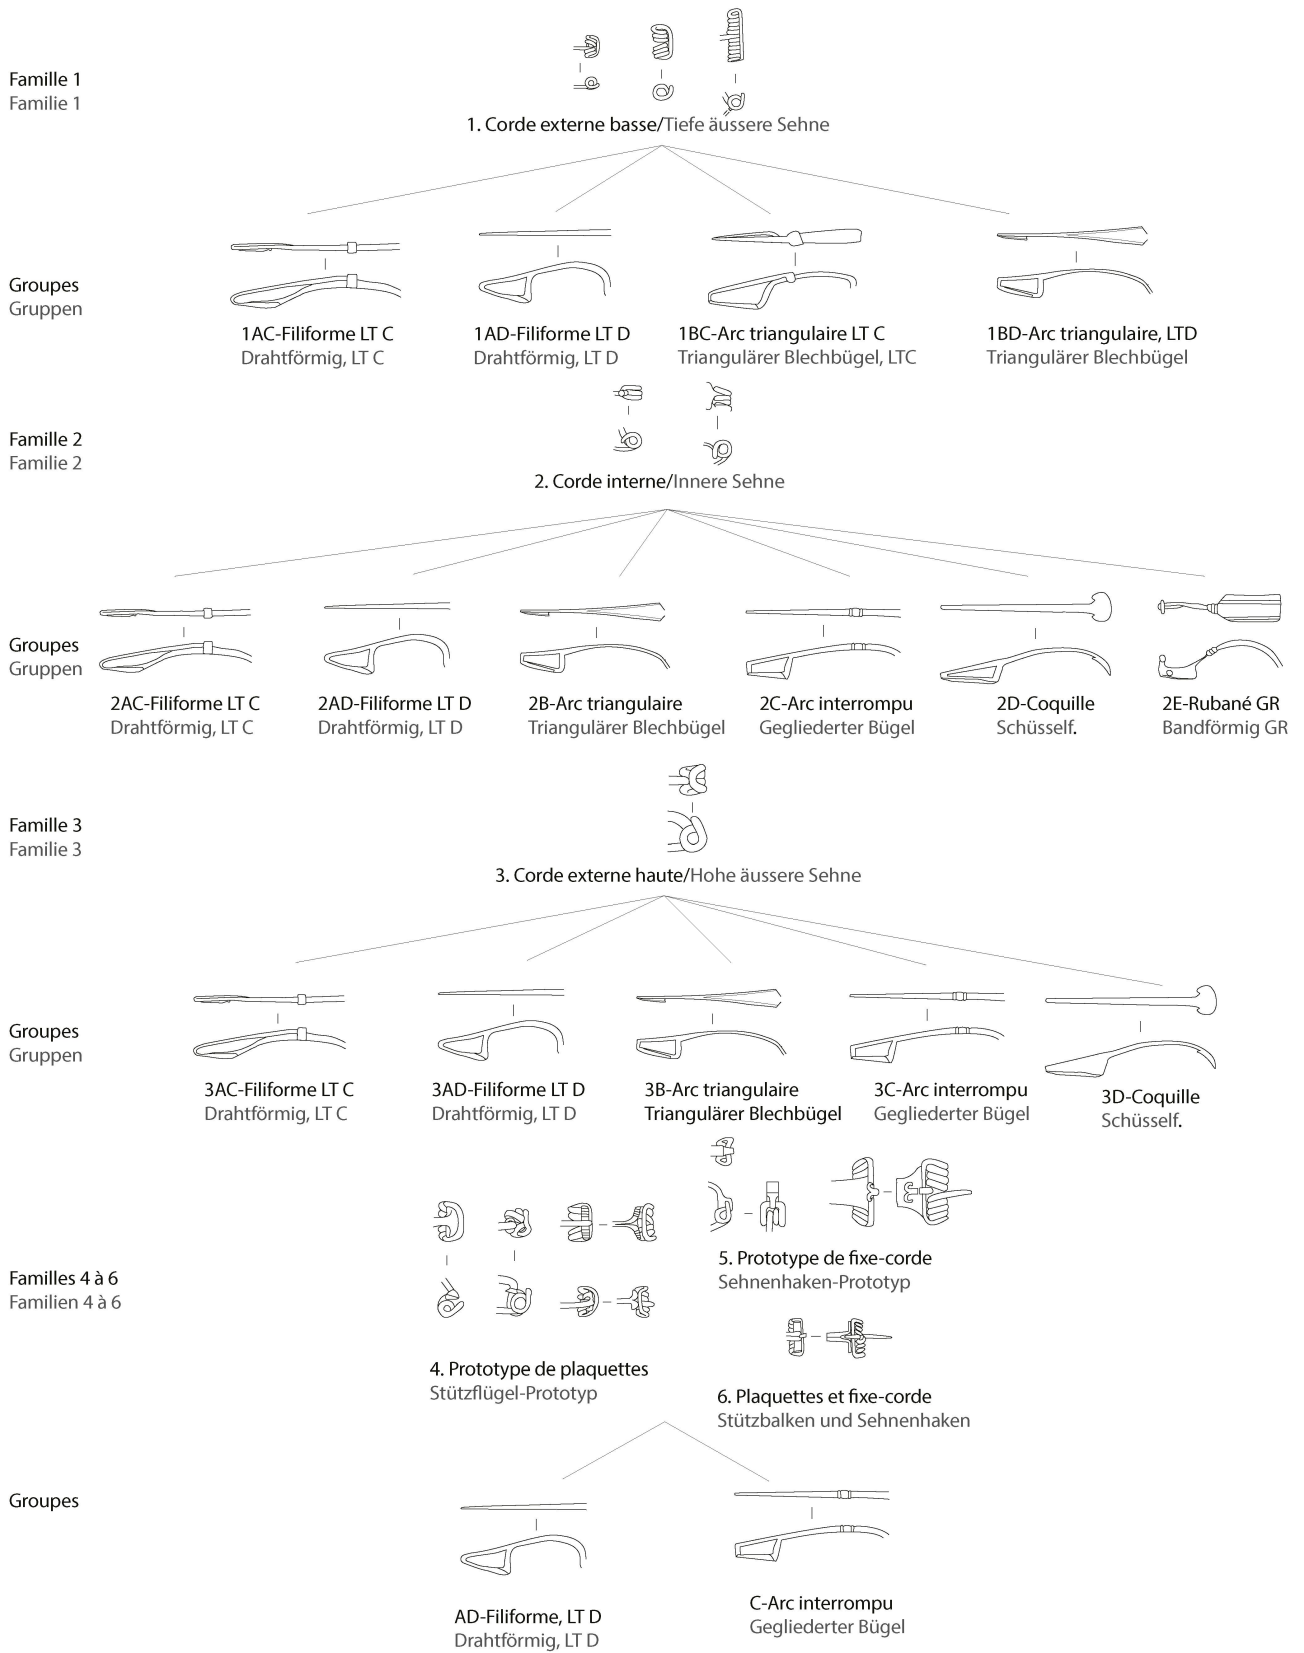 Famille 1
Familie 1
1. Corde externe basse/Tiefe äussere Sehne
Groupes
Gruppen
1AC-Filiforme LT C
Drahtförmig, LT C
1AD-Filiforme LT D
Drahtförmig, LT D
1BC-Arc triangulaire LT C
Triangulärer Blechbügel, LTC
1BD-Arc triangulaire, LTD
Triangulärer Blechbügel
Famille 2
Familie 2
2. Corde interne/Innere Sehne
Groupes
Gruppen
2AC-Filiforme LT C
Drahtförmig, LT C
2AD-Filiforme LT D
Drahtförmig, LT D
2B-Arc triangulaire
Triangulärer Blechbügel
2C-Arc interrompu
Gegliederter Bügel
2D-Coquille
Schüsself.
2E-Rubané GR
Bandförmig GR
Famille 3
Familie 3
3. Corde externe haute/Hohe äussere Sehne
Groupes
Gruppen
3AC-Filiforme LT C
Drahtförmig, LT C
3AD-Filiforme LT D
Drahtförmig, LT D
3B-Arc triangulaire
Triangulärer Blechbügel
3C-Arc interrompu
Gegliederter Bügel
3D-Coquille
Schüsself.
Familles 4 à 6
Familien 4 à 6
4. Prototype de plaquettes
Stützflügel-Prototyp
5. Prototype de fixe-corde
Sehnenhaken-Prototyp
6. Plaquettes et fixe-corde
Stützbalken und Sehnenhaken
Groupes
AD-Filiforme, LT D
Drahtförmig, LT D
C-Arc interrompu
Gegliederter Bügel